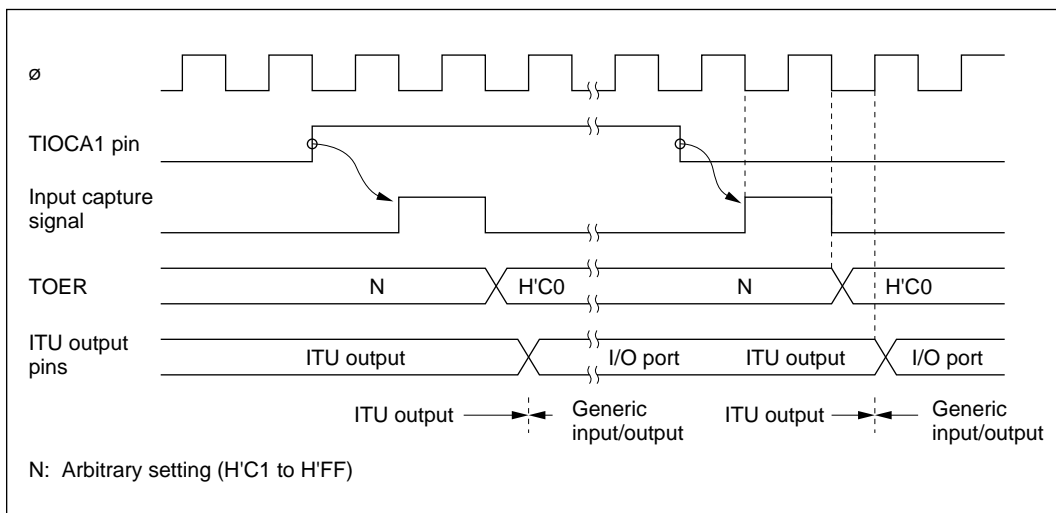 ø
TIOCA1 pin
Input capture
signal
TOER
N
H'C0
N
H'C0
ITU output
pins
ITU output
I/O port
ITU output
I/O port
ITU output
Generic
input/output
ITU output
Generic
input/output
N: Arbitrary setting (H'C1 to H'FF)